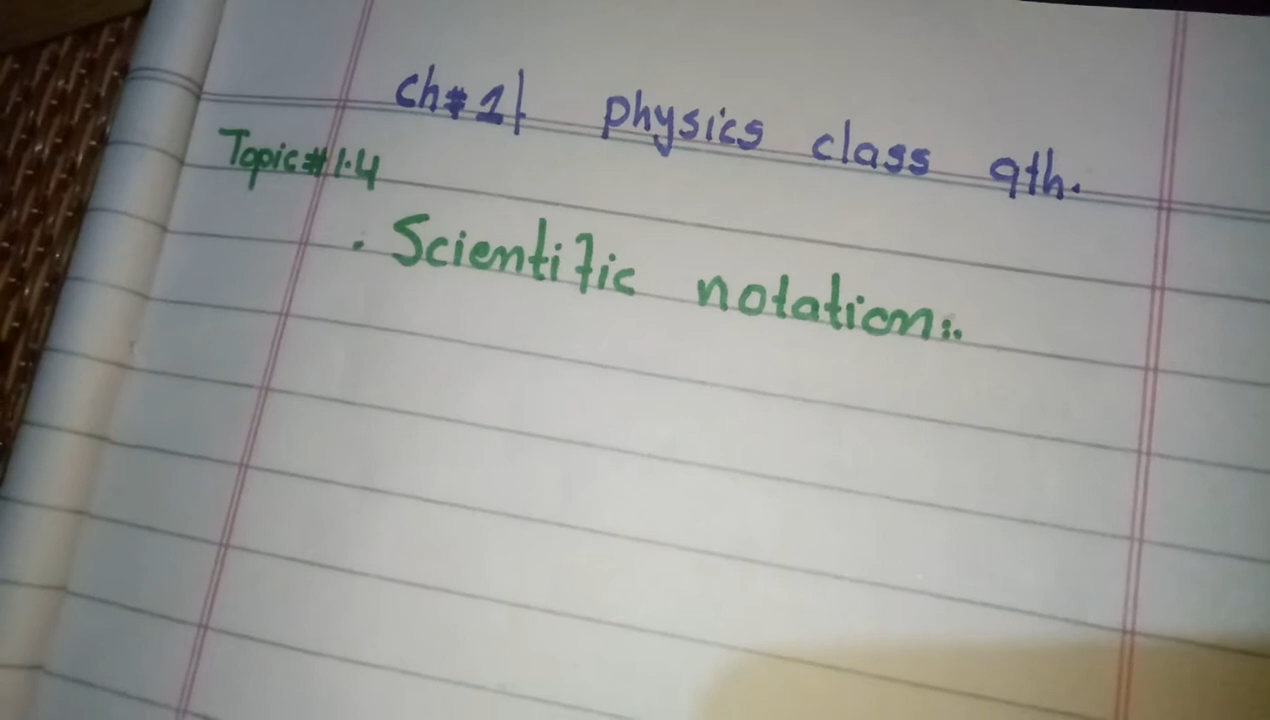 Ch#1| physics class 9th.
Topic#1.4
. Scientific notation:.